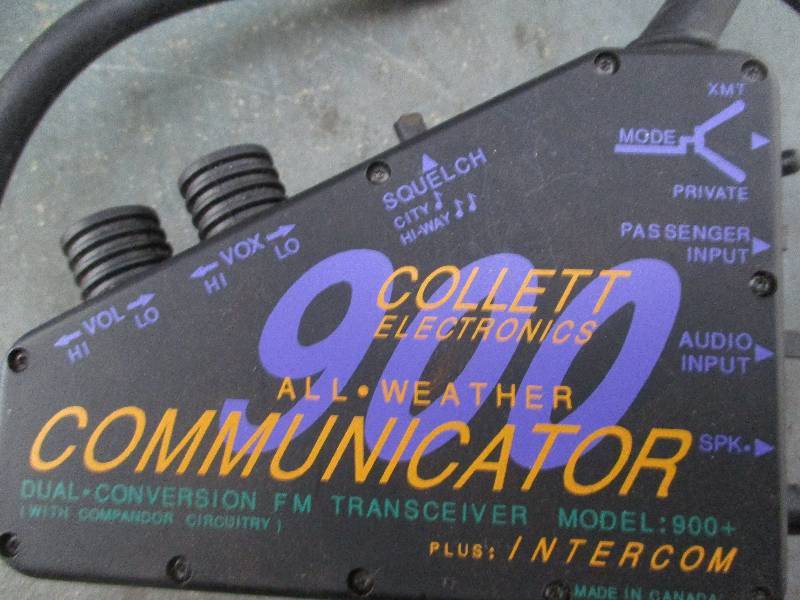 XMT
MODE
PRIVATE
SQUELCH
CITY
HI-WAY
PASSENGER
INPUT
VOX
HI LO
VOL
HI LO
900
COLLETT
ELECTRONICS
AUDIO
INPUT
ALL•WEATHER
COMMUNICATOR
SPK.
DUAL•CONVERSION FM TRANSCEIVER MODEL:900+
(WITH COMPANDOR CIRCUITRY)
PLUS: INTERCOM
MADE IN CANADA